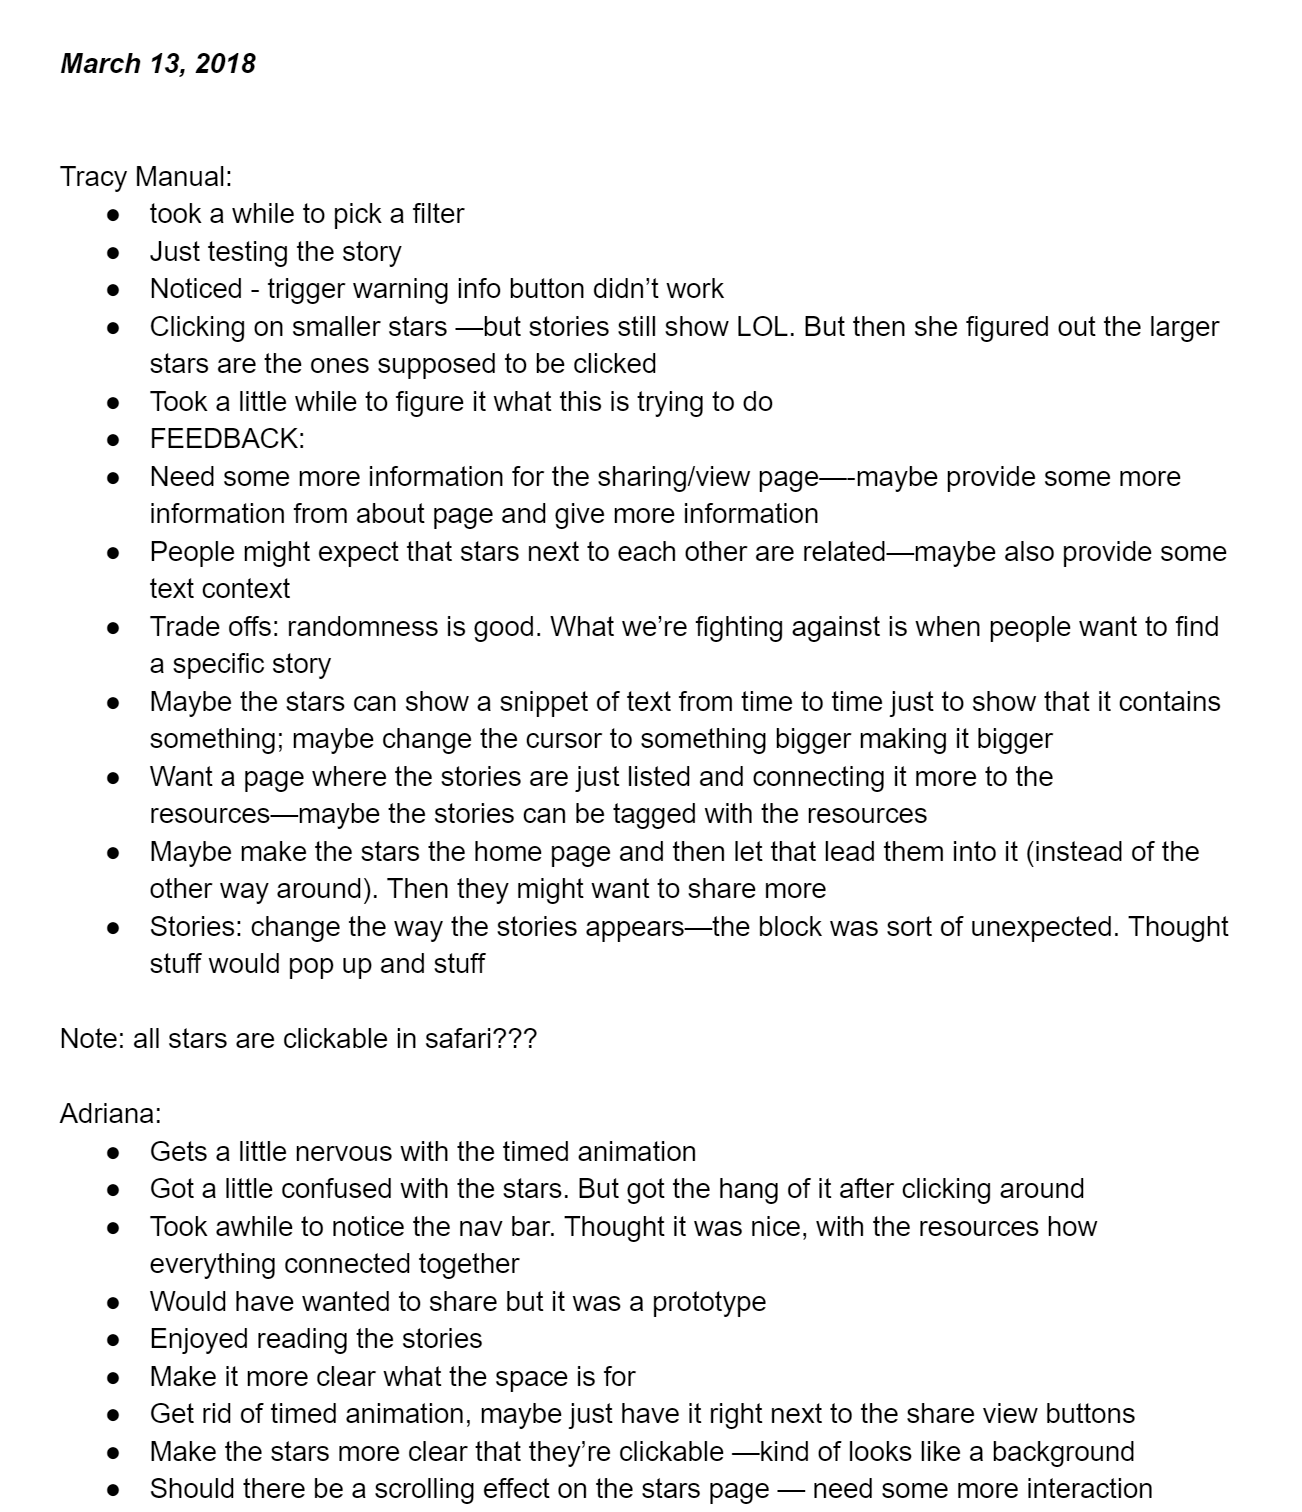 March 13, 2018
Tracy Manual:
● took a while to pick a filter
● Just testing the story
● Noticed - trigger warning info button didn’t work
● Clicking on smaller stars —but stories still show LOL. But then she figured out the larger
stars are the ones supposed to be clicked
● Took a little while to figure it what this is trying to do
● FEEDBACK:
● Need some more information for the sharing/view page—-maybe provide some more
information from about page and give more information
● People might expect that stars next to each other are related—maybe also provide some
text context
● Trade offs: randomness is good. What we’re fighting against is when people want to find
a specific story
● Maybe the stars can show a snippet of text from time to time just to show that it contains
something; maybe change the cursor to something bigger making it bigger
● Want a page where the stories are just listed and connecting it more to the
resources—maybe the stories can be tagged with the resources
● Maybe make the stars the home page and then let that lead them into it (instead of the
other way around). Then they might want to share more
● Stories: change the way the stories appears—the block was sort of unexpected. Thought
stuff would pop up and stuff
Note: all stars are clickable in safari???
Adriana:
● Gets a little nervous with the timed animation
● Got a little confused with the stars. But got the hang of it after clicking around
● Took awhile to notice the nav bar. Thought it was nice, with the resources how
everything connected together
● Would have wanted to share but it was a prototype
● Enjoyed reading the stories
● Make it more clear what the space is for
● Get rid of timed animation, maybe just have it right next to the share view buttons
● Make the stars more clear that they’re clickable —kind of looks like a background
● Should there be a scrolling effect on the stars page — need some more interaction